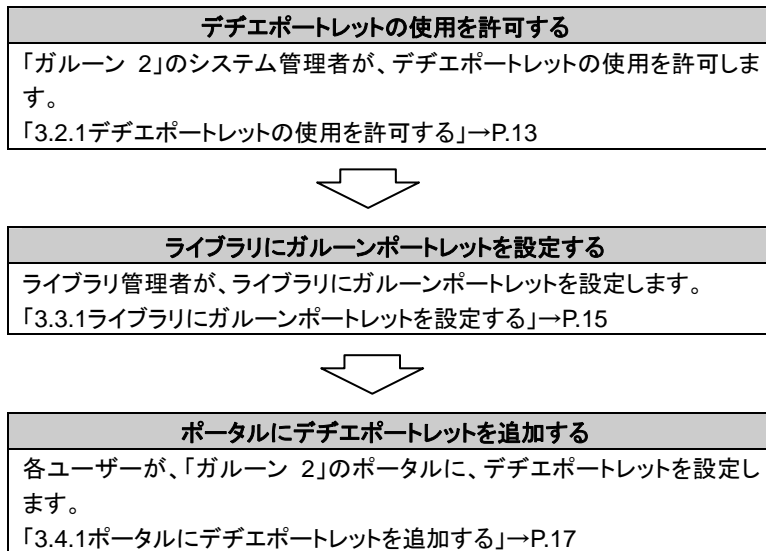 デヂエポートレットの使用を許可する
「ガルーン 2」のシステム管理者が、デヂエポートレットの使用を許可しま
す。
「3.2.1デヂエポートレットの使用を許可する」→P.13
ライブラリにガルーンポートレットを設定する
ライブラリ管理者が、ライブラリにガルーンポートレットを設定します。
「3.3.1ライブラリにガルーンポートレットを設定する」→P.15
ポータルにデヂエポートレットを追加する
各ユーザーが、「ガルーン 2」のポータルに、デヂエポートレットを設定し
ます。
「3.4.1ポータルにデヂエポートレットを追加する」→P.17